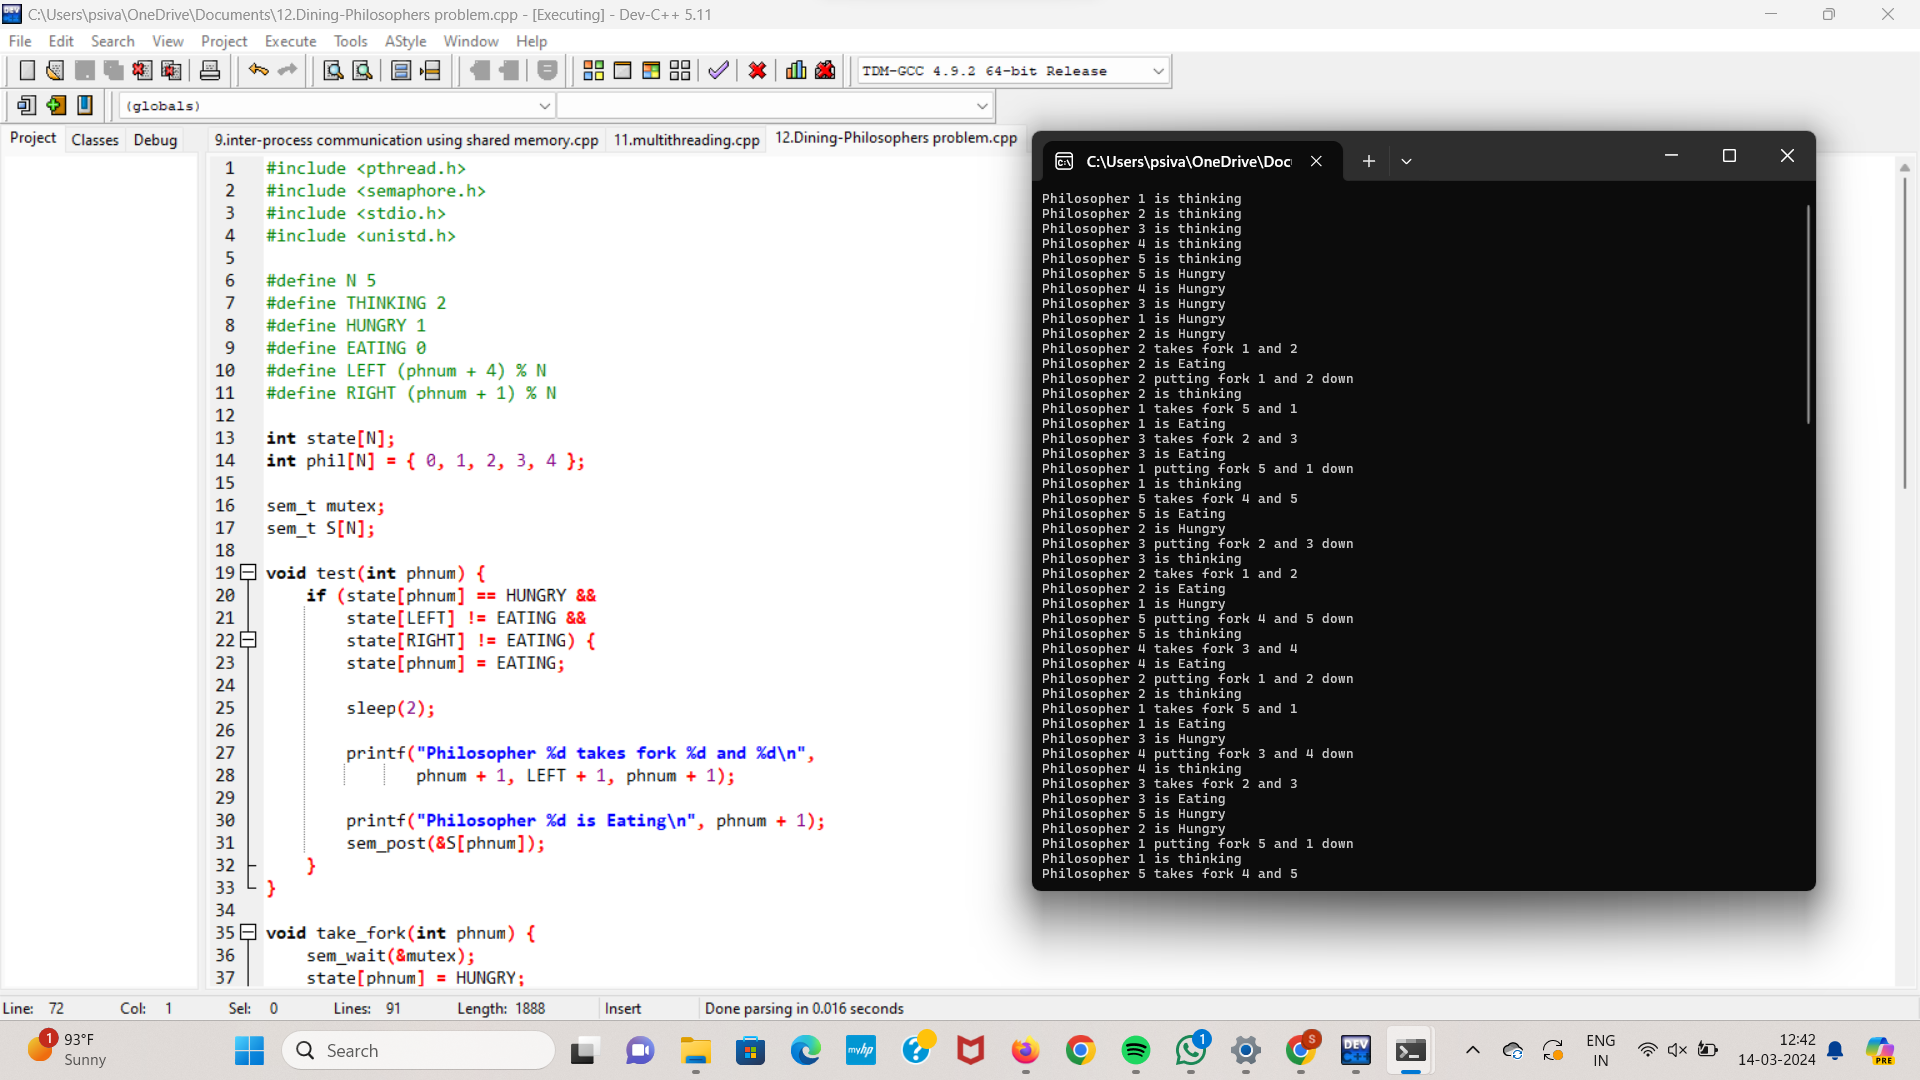 C:\Users\psiva\OneDrive\Documents\12.Dining-Philosophers problem.cpp - [Executing] - Dev-C++ 5.11
File Edit Search View Project Execute Tools AStyle Window Help
TDM-GCC 4.9.2 64-bit Release
(globals)
Project Classes Debug
9.inter-process communication using shared memory.cpp 11.multithreading.cpp 12.Dining-Philosophers problem.cpp
1 #include <pthread.h>
2 #include <semaphore.h>
3 #include <stdio.h>
4 #include <unistd.h>
5
6 #define N 5
7 #define THINKING 2
8 #define HUNGRY 1
9 #define EATING 0
10 #define LEFT (phnum + 4) % N
11 #define RIGHT (phnum + 1) % N
12
13 int state[N];
14 int phil[N] = { 0, 1, 2, 3, 4 };
15
16 sem_t mutex;
17 sem_t S[N];
18
19 void test(int phnum) {
20 if (state[phnum] == HUNGRY &&
21 state[LEFT] != EATING &&
22 state[RIGHT] != EATING) {
23 state[phnum] = EATING;
24
25 sleep(2);
26
27 printf("Philosopher %d takes fork %d and %d\n",
28 phnum + 1, LEFT + 1, phnum + 1);
29
30 printf("Philosopher %d is Eating\n", phnum + 1);
31 sem_post(&S[phnum]);
32 }
33 }
34
35 void take_fork(int phnum) {
36 sem_wait(&mutex);
37 state[phnum] = HUNGRY;
C:\Users\psiva\OneDrive\Doc
Philosopher 1 is thinking
Philosopher 2 is thinking
Philosopher 3 is thinking
Philosopher 4 is thinking
Philosopher 5 is thinking
Philosopher 5 is Hungry
Philosopher 4 is Hungry
Philosopher 3 is Hungry
Philosopher 1 is Hungry
Philosopher 2 is Hungry
Philosopher 2 takes fork 1 and 2
Philosopher 2 is Eating
Philosopher 2 putting fork 1 and 2 down
Philosopher 2 is thinking
Philosopher 1 takes fork 5 and 1
Philosopher 1 is Eating
Philosopher 3 takes fork 2 and 3
Philosopher 3 is Eating
Philosopher 1 putting fork 5 and 1 down
Philosopher 1 is thinking
Philosopher 5 takes fork 4 and 5
Philosopher 5 is Eating
Philosopher 2 is Hungry
Philosopher 3 putting fork 2 and 3 down
Philosopher 3 is thinking
Philosopher 2 takes fork 1 and 2
Philosopher 2 is Eating
Philosopher 1 is Hungry
Philosopher 5 putting fork 4 and 5 down
Philosopher 5 is thinking
Philosopher 4 takes fork 3 and 4
Philosopher 4 is Eating
Philosopher 2 putting fork 1 and 2 down
Philosopher 2 is thinking
Philosopher 1 takes fork 5 and 1
Philosopher 1 is Eating
Philosopher 3 is Hungry
Philosopher 4 putting fork 3 and 4 down
Philosopher 4 is thinking
Philosopher 3 takes fork 2 and 3
Philosopher 3 is Eating
Philosopher 5 is Hungry
Philosopher 2 is Hungry
Philosopher 1 putting fork 5 and 1 down
Philosopher 1 is thinking
Philosopher 5 takes fork 4 and 5
Line: 72 Col: 1 Sel: 0 Lines: 91 Length: 1888 Insert Done parsing in 0.016 seconds
1 93°F
Sunny
Search
myhp
1
S
DEV
ENG
IN
12:42
14-03-2024
PRE